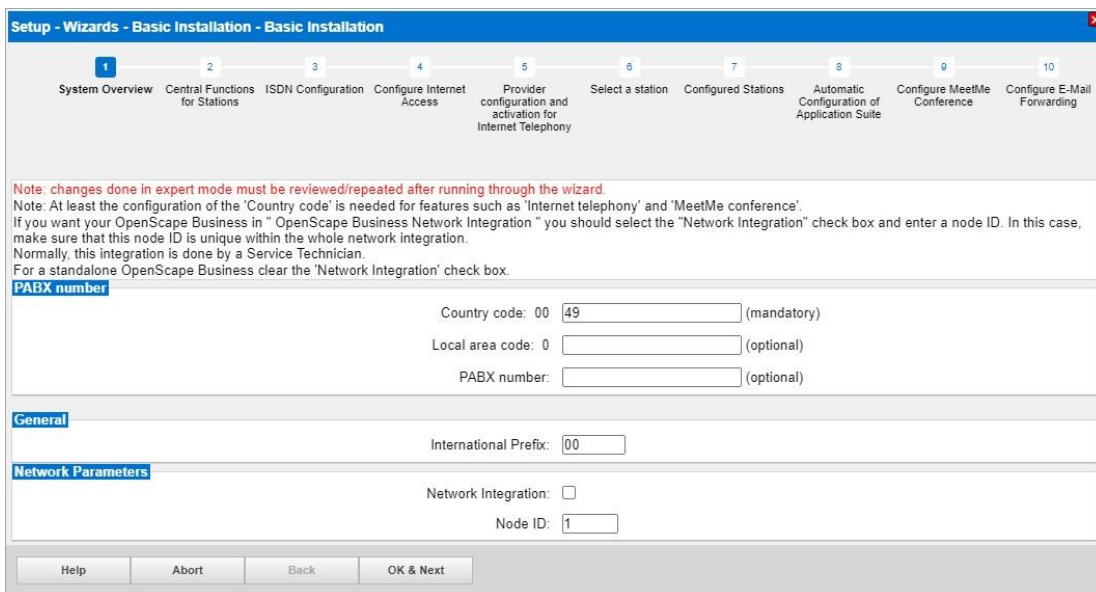 Setup - Wizards - Basic Installation - Basic Installation
1 2 3 4 5 6 7 8 9 10
System Overview
Central Functions
for Stations
ISDN Configuration
Configure Internet
Access
Provider
configuration and
activation for
Internet Telephony
Select a station
Configured Stations
Automatic
Configuration of
Application Suite
Configure MeetMe
Conference
Configure E-Mail
Forwarding
Note: changes done in expert mode must be reviewed/repeated after running through the wizard.
Note: At least the configuration of the 'Country code' is needed for features such as 'Internet telephony' and 'MeetMe conference'.
If you want your OpenScape Business in " OpenScape Business Network Integration " you should select the "Network Integration" check box and enter a node ID. In this case,
make sure that this node ID is unique within the whole network integration.
Normally, this integration is done by a Service Technician.
For a standalone OpenScape Business clear the 'Network Integration' check box.
PABX number
Country code: 00 49 (mandatory)
Local area code: 0 (optional)
PABX number: (optional)
General
International Prefix: 00
Network Parameters
Network Integration:
Node ID: 1
Help Abort Back OK & Next